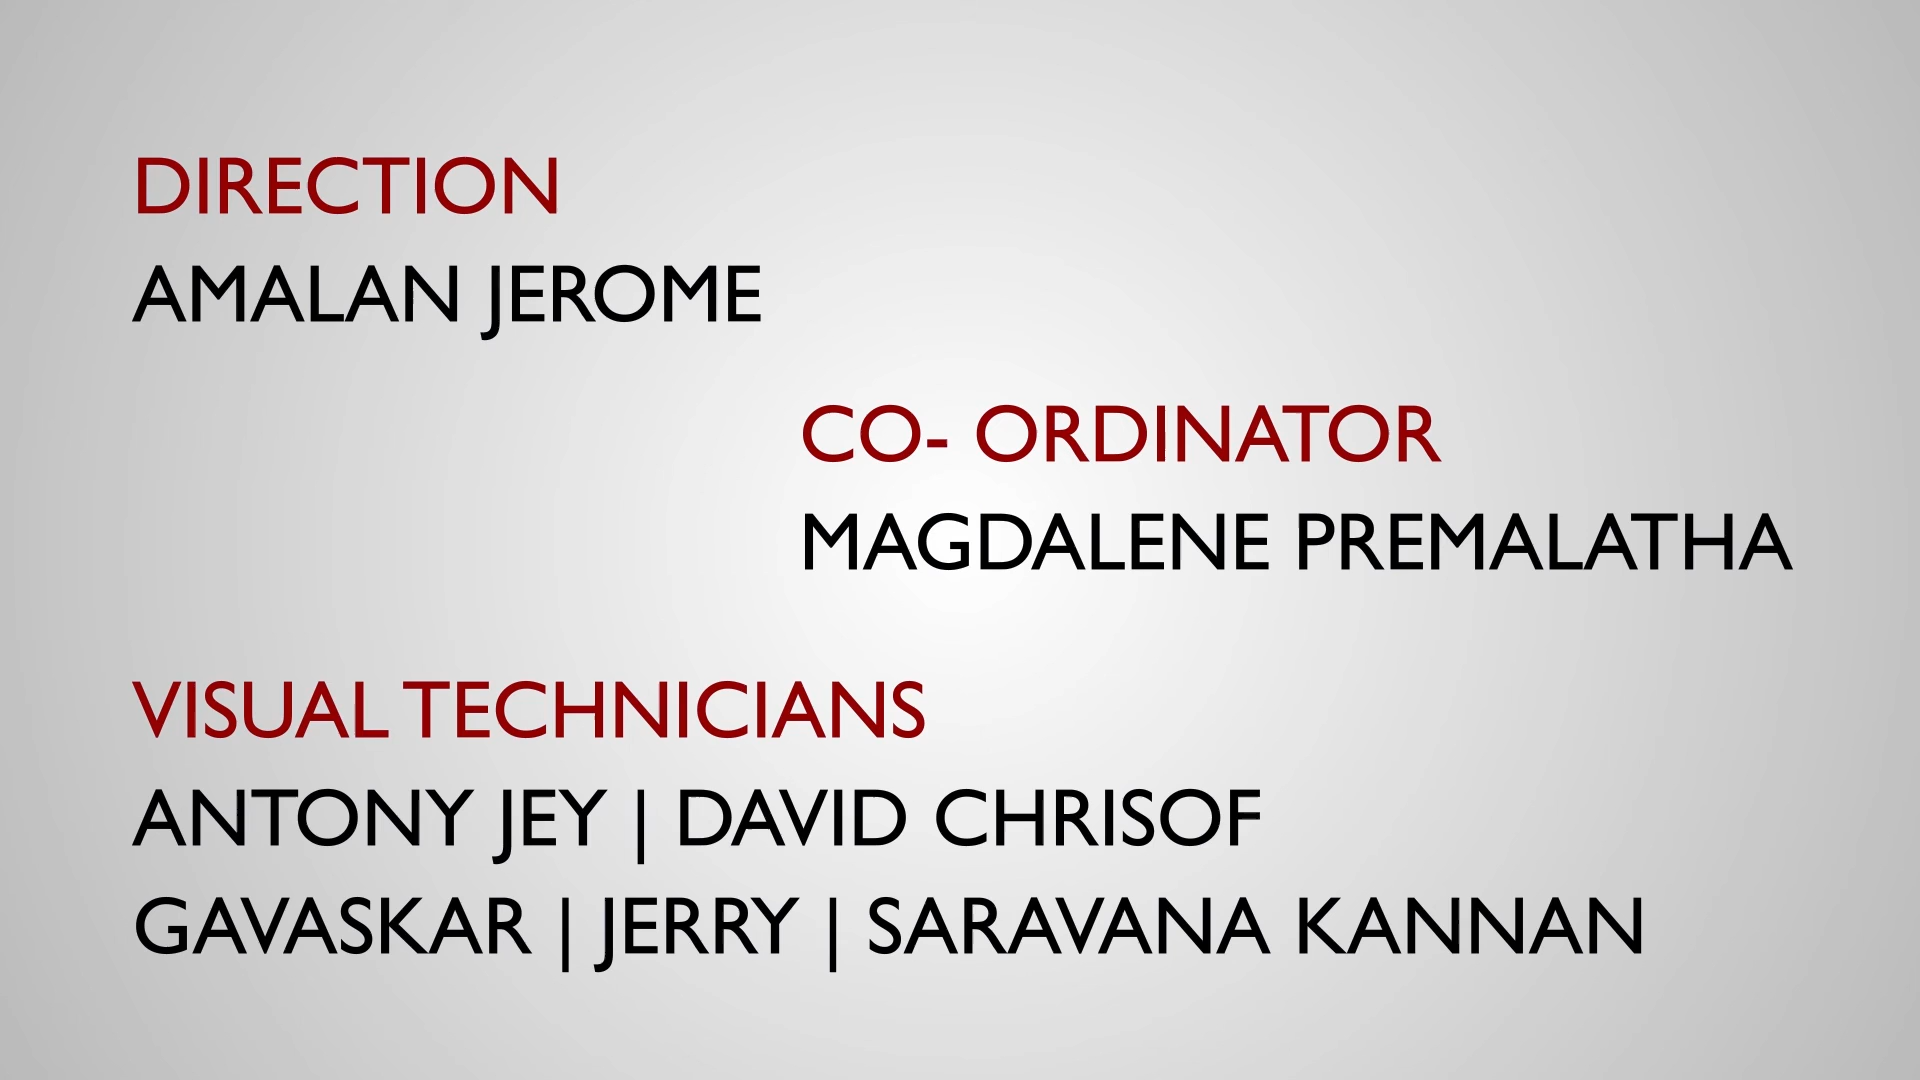 DIRECTION
AMALAN JEROME
CO- ORDINATOR
MAGDALENE PREMALATHA
VISUAL TECHNICIANS
ANTONY JEY | DAVID CHRISOF
GAVASKAR | JERRY | SARAVANA KANNAN